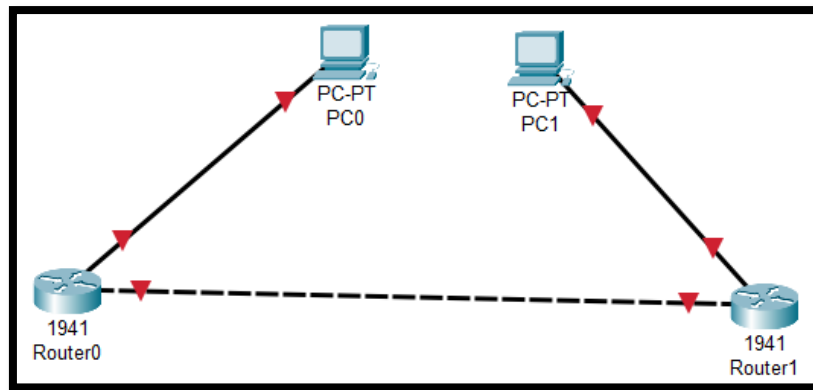 PC-PT
PC0
PC-PT
PC1
1941
Router0
1941
Router1